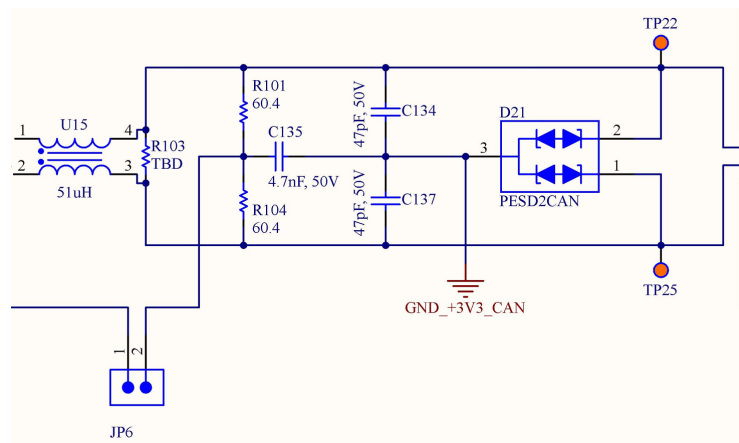 TP22
U15
1
4
2
3
51uH
R103
TBD
R101
60.4
C135
4.7nF, 50V
R104
60.4
47pF, 50V
C134
47pF, 50V
C137
D21
3
2
1
PESD2CAN
TP25
GND_+3V3_CAN
1
2
JP6